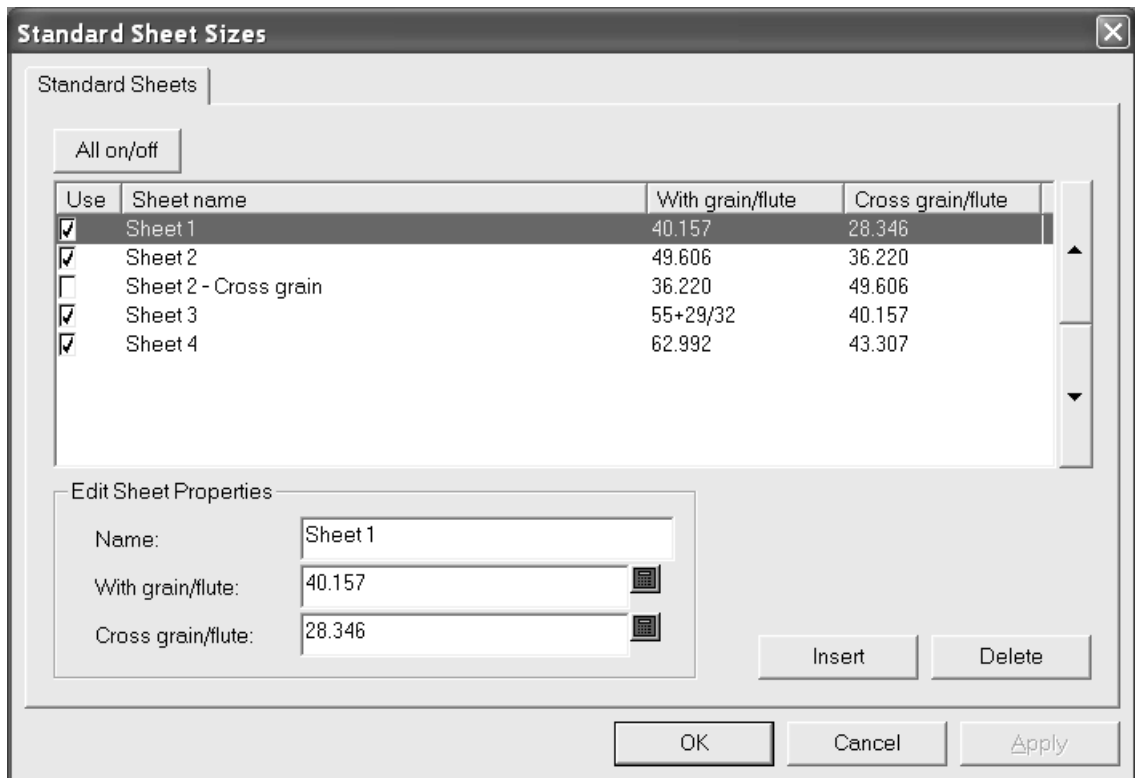 Standard Sheet Sizes
Standard Sheets
All on/off
Use Sheet name With grain/flute Cross grain/flute
Sheet 1 40.157 28.346
Sheet 2 49.606 36.220
Sheet 2 - Cross grain 36.220 49.606
Sheet 3 55+29/32 40.157
Sheet 4 62.992 43.307
Edit Sheet Properties
Name: Sheet 1
With grain/flute: 40.157
Cross grain/flute: 28.346
Insert Delete
OK Cancel Apply